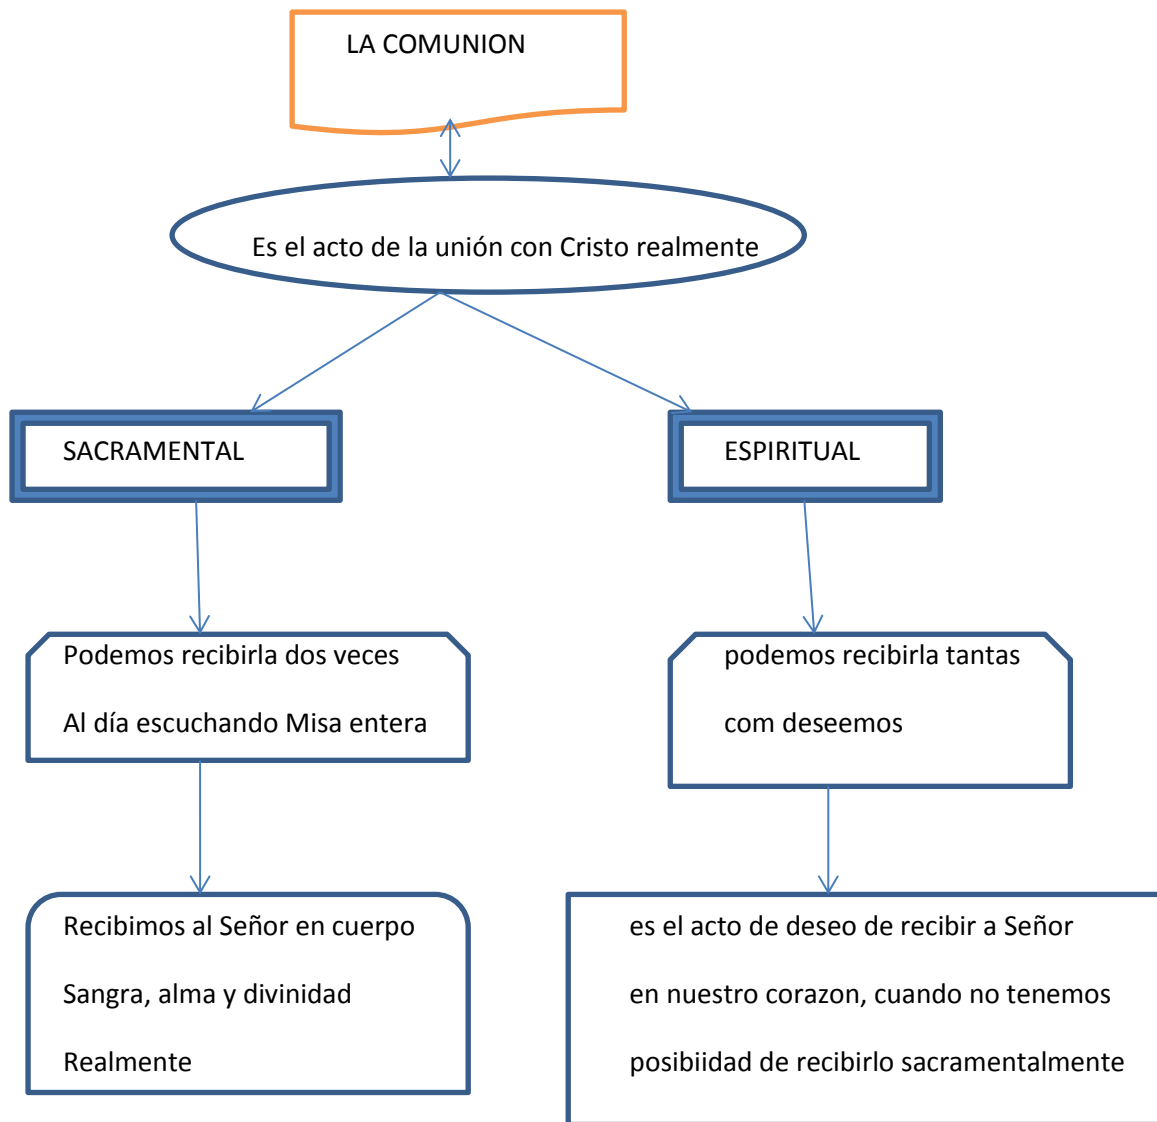 LA COMUNION
Es el acto de la unión con Cristo realmente
SACRAMENTAL
ESPIRITUAL
Podemos recibirla dos veces
Al día escuchando Misa entera
podemos recibirla tantas
com deseemos
Recibimos al Señor en cuerpo
Sangra, alma y divinidad
Realmente
es el acto de deseo de recibir a Señor
en nuestro corazon, cuando no tenemos
posibiidad de recibirlo sacramentalmente